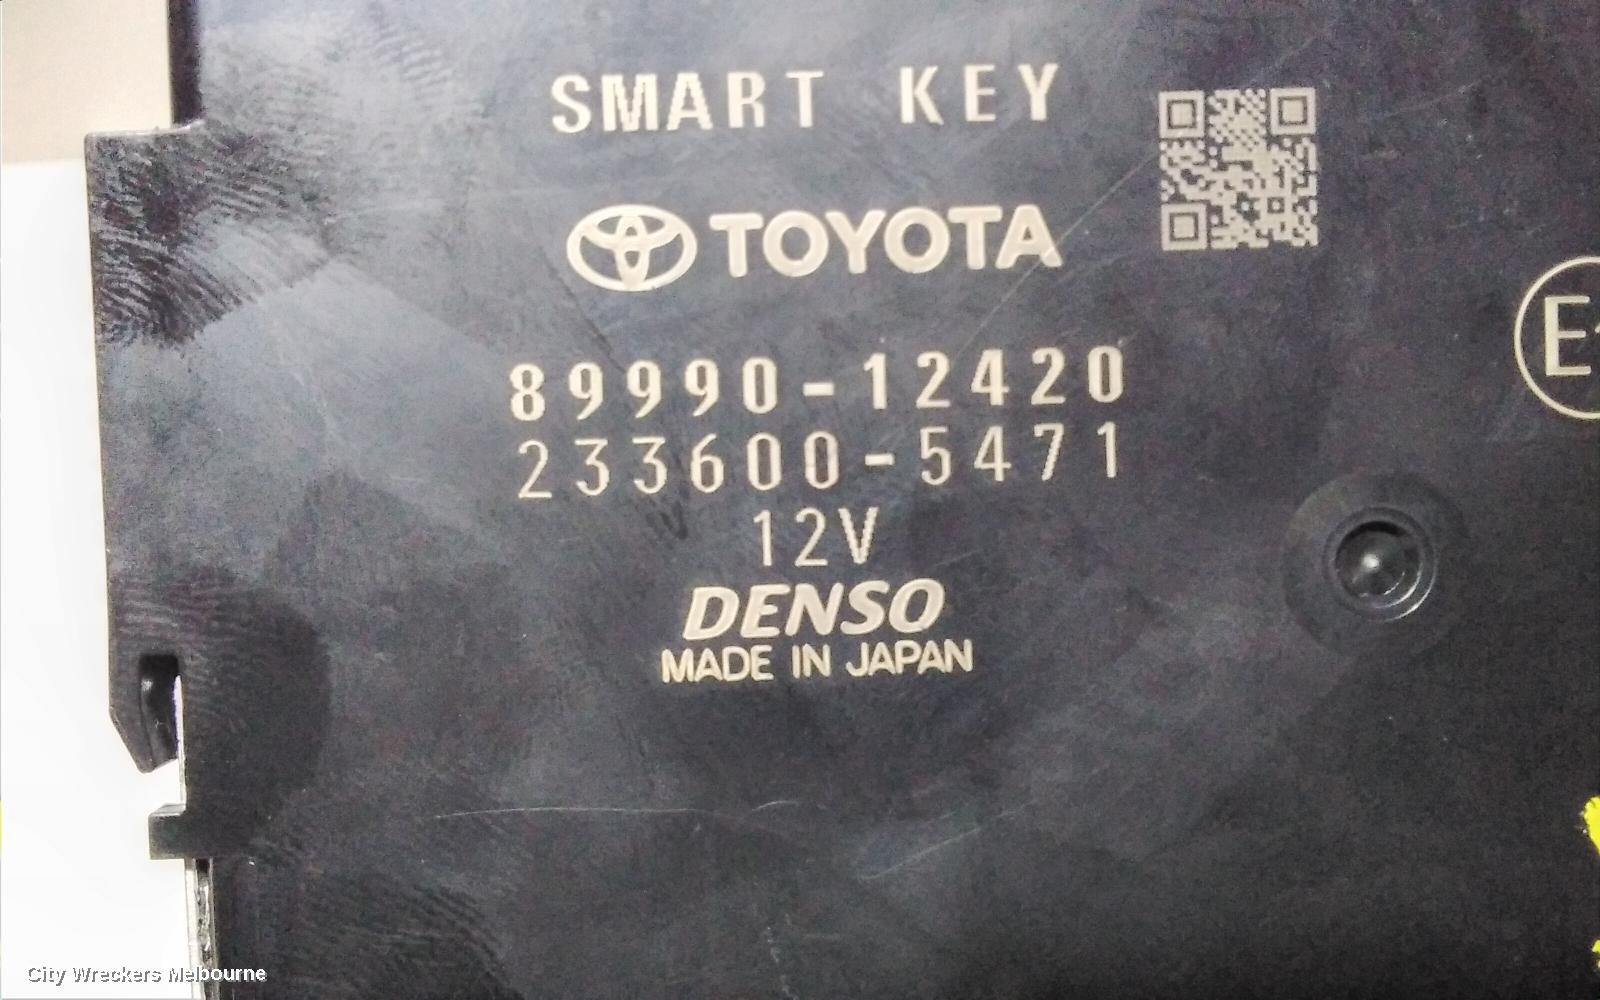 SMART KEY
TOYOTA
89990-12420
233600-5471
12V
DENSO
MADE IN JAPAN
E
City Wreckers Melbourne